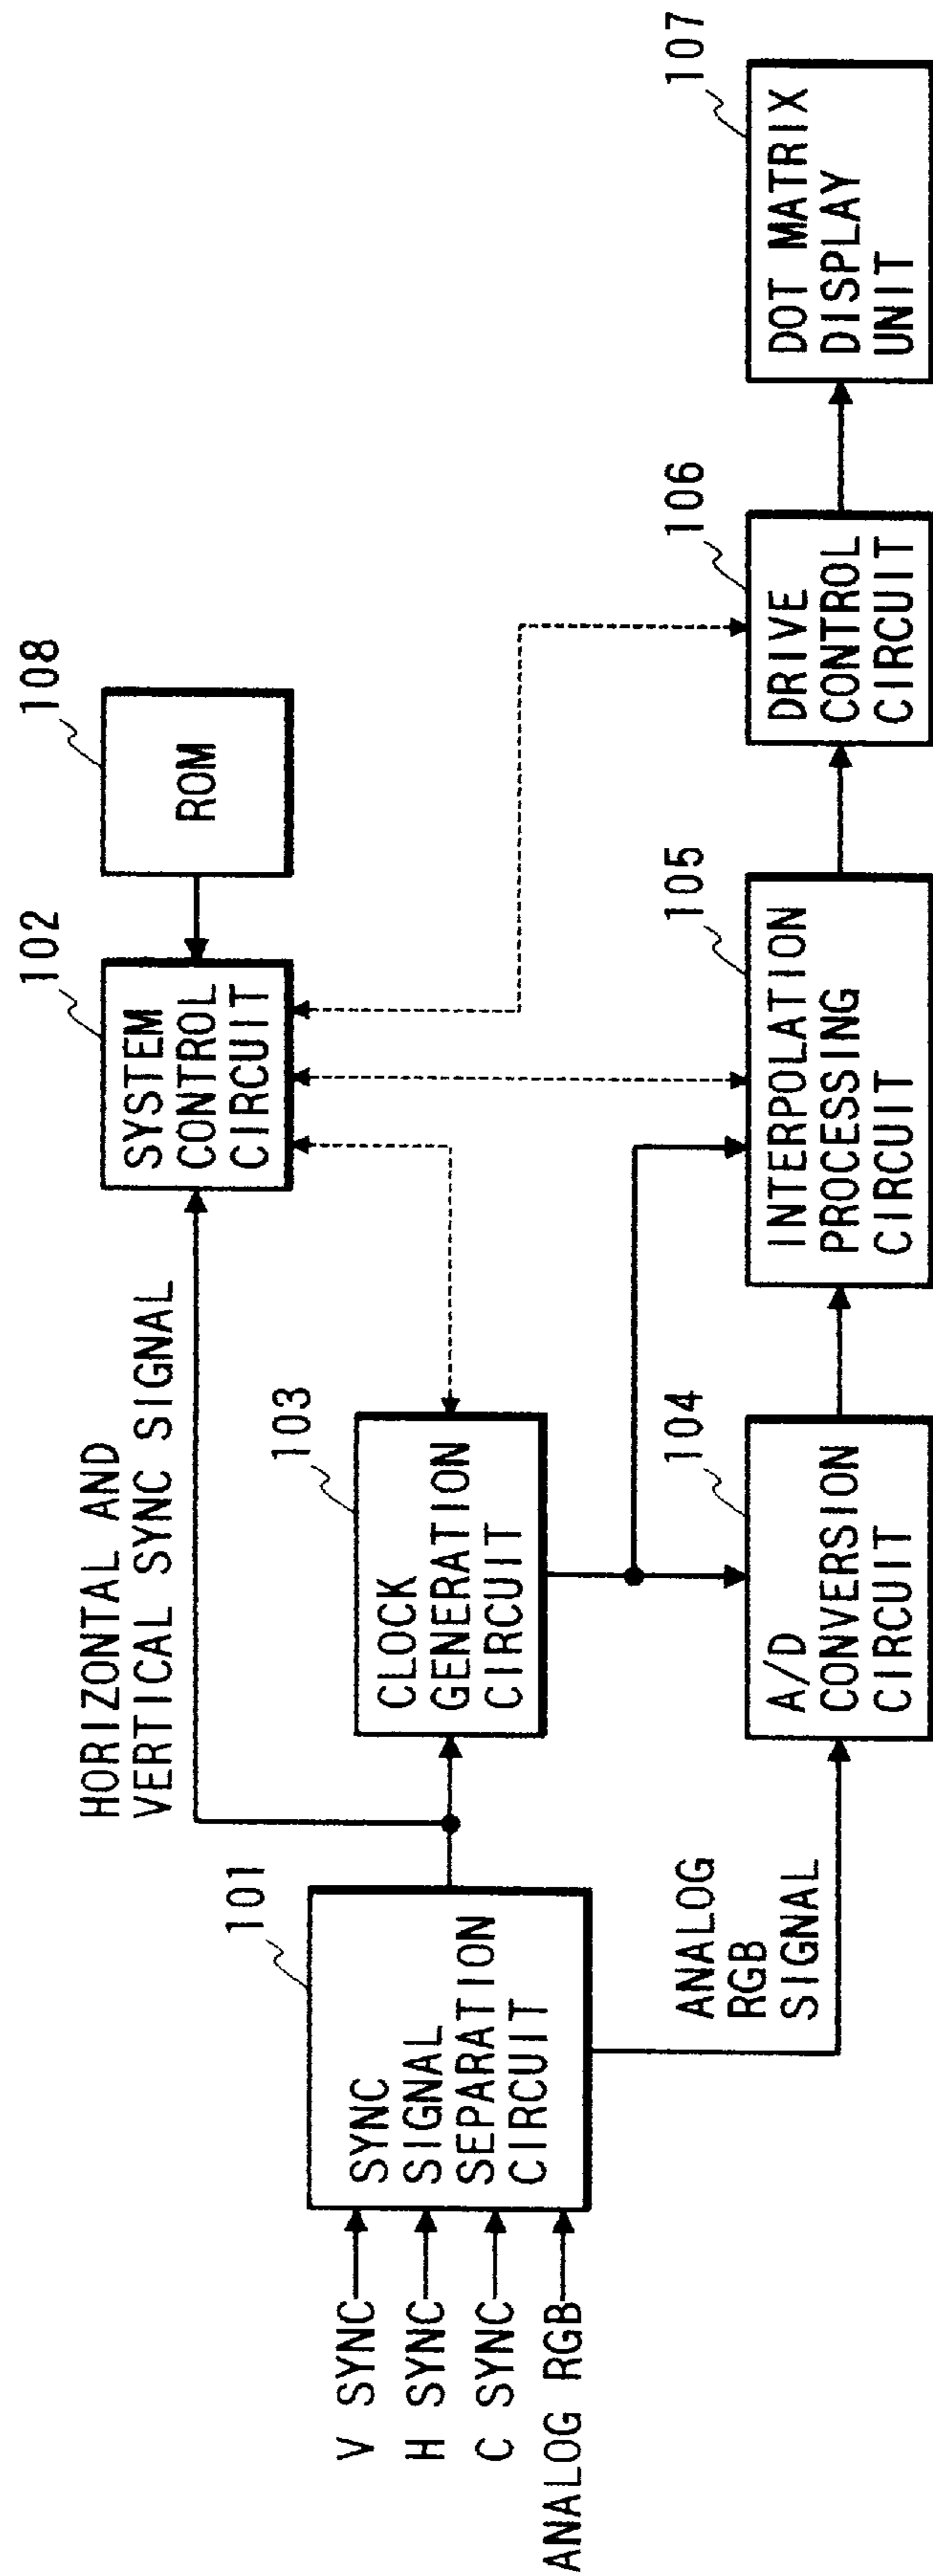 HORIZONTAL AND
VERTICAL SYNC SIGNAL
102
SYSTEM
CONTROL
CIRCUIT
108
ROM
V SYNC
H SYNC
C SYNC
ANALOG RGB
101
SYNC
SIGNAL
SEPARATION
CIRCUIT
103
CLOCK
GENERATION
CIRCUIT
ANALOG
RGB
SIGNAL
104
A/D
CONVERSION
CIRCUIT
105
INTERPOLATION
PROCESSING
CIRCUIT
106
DRIVE
CONTROL
CIRCUIT
107
DOT MATRIX
DISPLAY
UNIT